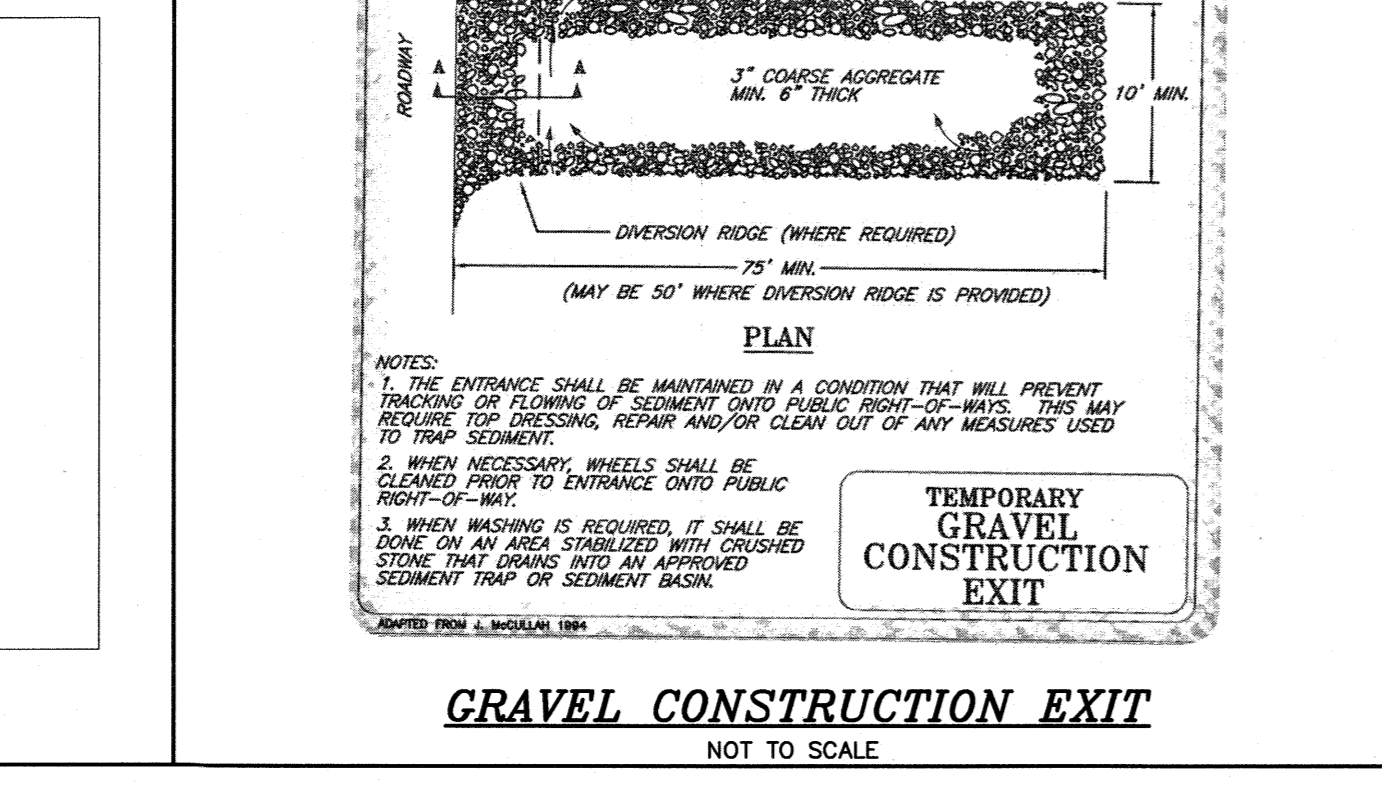 ROADWAY
A A
A A
3" COARSE AGGREGATE
MIN. 6" THICK
10' MIN.
DIVERSION RIDGE (WHERE REQUIRED)
75' MIN.
(MAY BE 50' WHERE DIVERSION RIDGE IS PROVIDED)
PLAN
NOTES:
1. THE ENTRANCE SHALL BE MAINTAINED IN A CONDITION THAT WILL PREVENT
TRACKING OR FLOWING OF SEDIMENT ONTO PUBLIC RIGHT-OF-WAYS. THIS MAY
REQUIRE TOP DRESSING, REPAIR AND/OR CLEAN OUT OF ANY MEASURES USED
TO TRAP SEDIMENT.
2. WHEN NECESSARY, WHEELS SHALL BE
CLEANED PRIOR TO ENTRANCE ONTO PUBLIC
RIGHT-OF-WAY.
3. WHEN WASHING IS REQUIRED, IT SHALL BE
DONE ON AN AREA STABILIZED WITH CRUSHED
STONE THAT DRAINS INTO AN APPROVED
SEDIMENT TRAP OR SEDIMENT BASIN.
TEMPORARY
GRAVEL
CONSTRUCTION
EXIT
ADAPTED FROM J. McCULLAH 1994
GRAVEL CONSTRUCTION EXIT
NOT TO SCALE